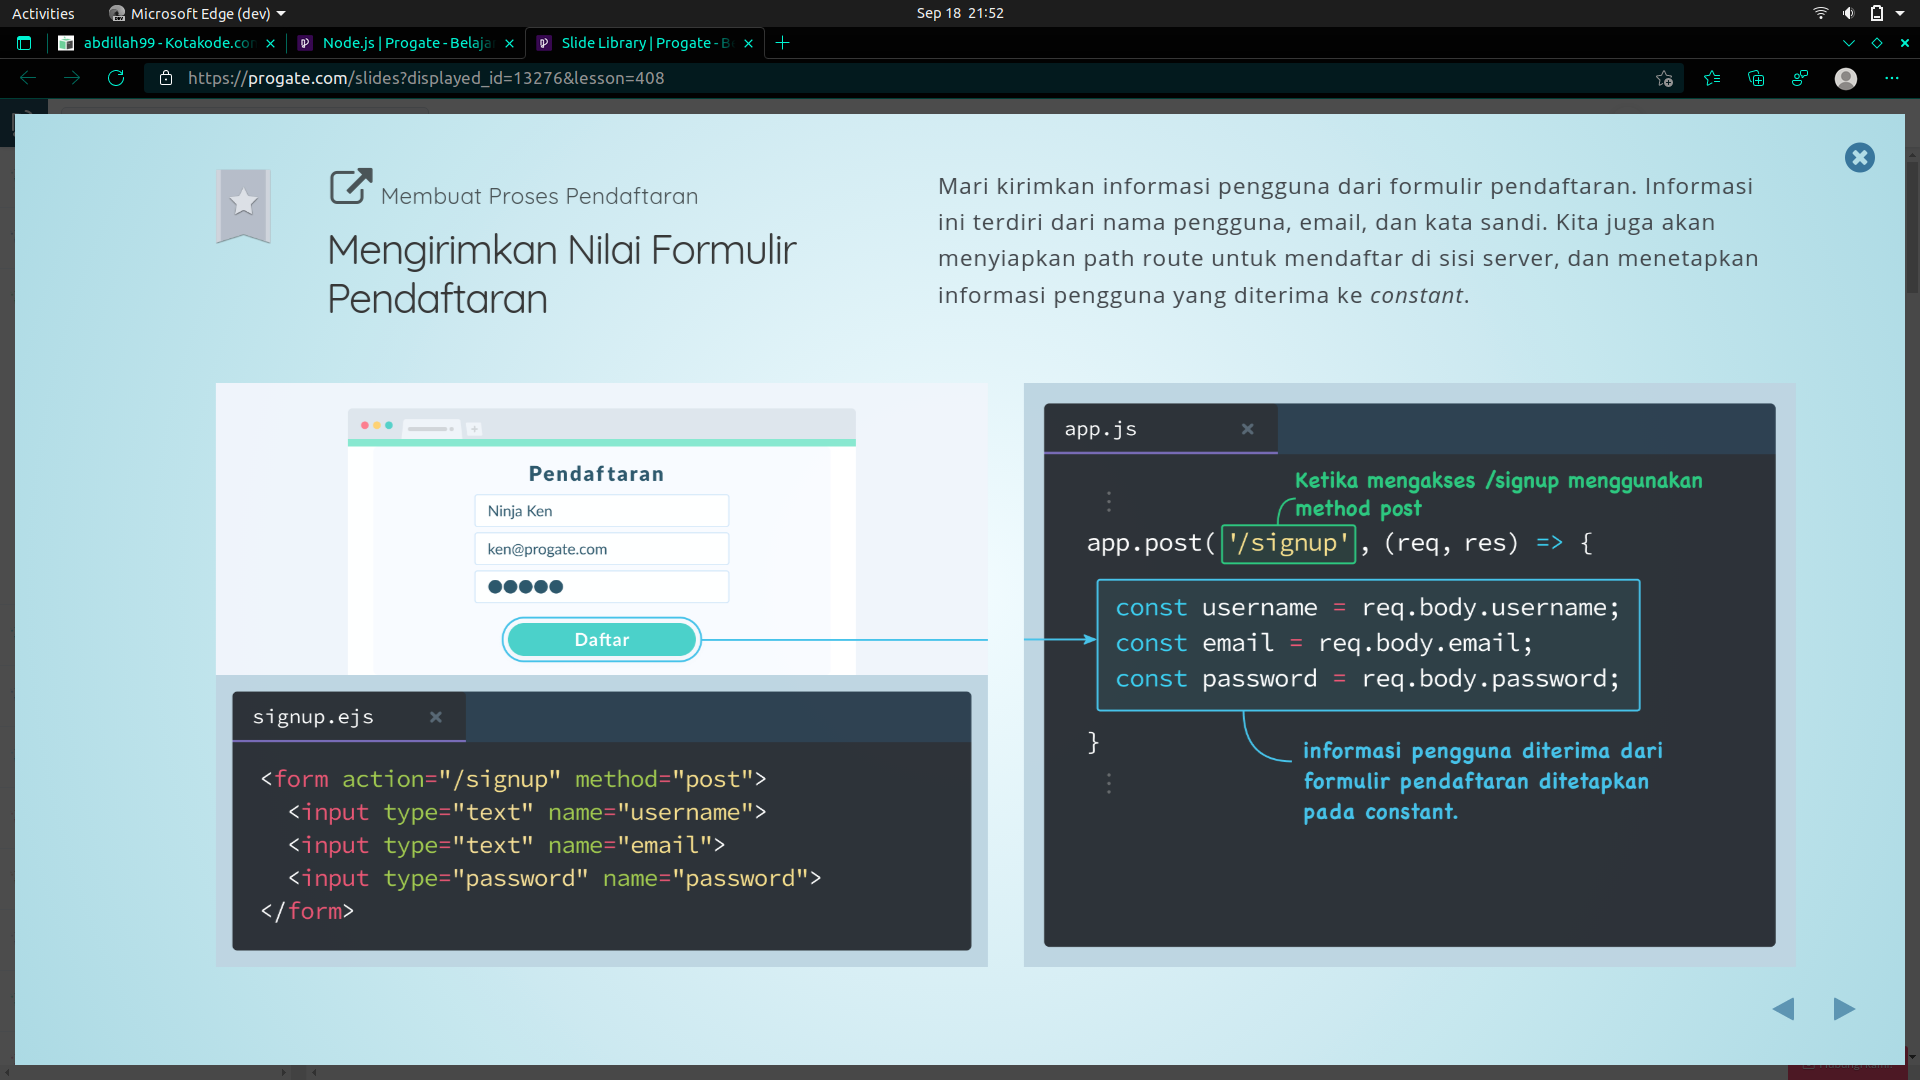 Activities
Microsoft Edge (dev)
Sep 18 21:52
abdillah99 - Kotakode.com
Node.js | Progate - Belaja
Slide Library | Progate - B
https://progate.com/slides?displayed_id=13276&lesson=408
Membuat Proses Pendaftaran
Mengirimkan Nilai Formulir
Pendaftaran
Mari kirimkan informasi pengguna dari formulir pendaftaran. Informasi
ini terdiri dari nama pengguna, email, dan kata sandi. Kita juga akan
menyiapkan path route untuk mendaftar di sisi server, dan menetapkan
informasi pengguna yang diterima ke constant.
Pendaftaran
Ninja Ken
ken@progate.com
Daftar
signup.ejs
<form action="/signup" method="post">
<input type="text" name="username">
<input type="text" name="email">
<input type="password" name="password">
</form>
app.js
Ketika mengakses /signup menggunakan
method post
app.post('/signup', (req, res) => {
const username = req.body.username;
const email = req.body.email;
const password = req.body.password;
}
informasi pengguna diterima dari
formulir pendaftaran ditetapkan
pada constant.